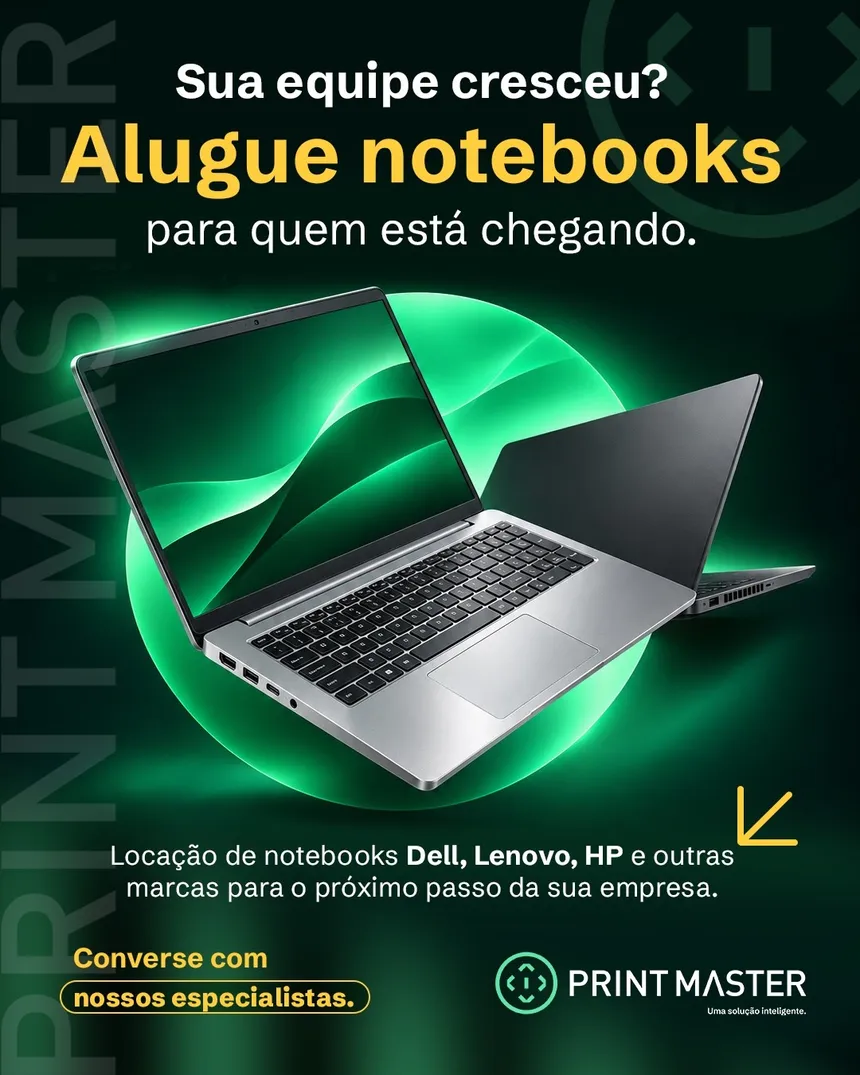 Sua equipe cresceu?
Alugue notebooks
para quem está chegando.
PRINT MASTER
Locação de notebooks Dell, Lenovo, HP e outras
marcas para o próximo passo da sua empresa.
Converse com
nossos especialistas.
PRINT MASTER
Uma solução inteligente.